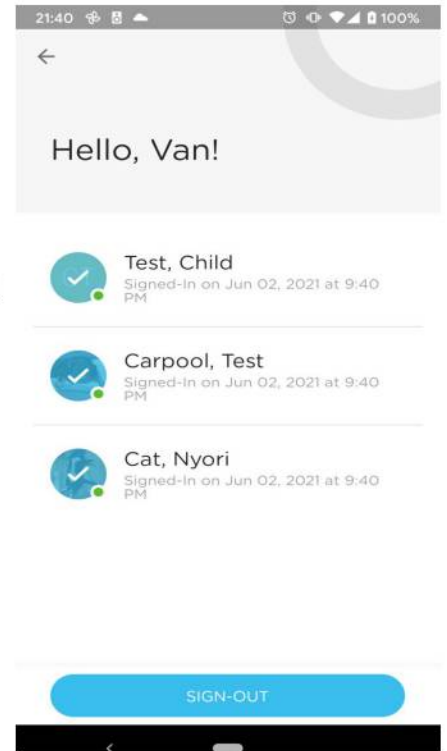 21:40
100%
Hello, Van!
Test, Child
Signed-In on Jun 02, 2021 at 9:40
PM
Carpool, Test
Signed-In on Jun 02, 2021 at 9:40
PM
Cat, Nyori
Signed-In on Jun 02, 2021 at 9:40
PM
SIGN-OUT